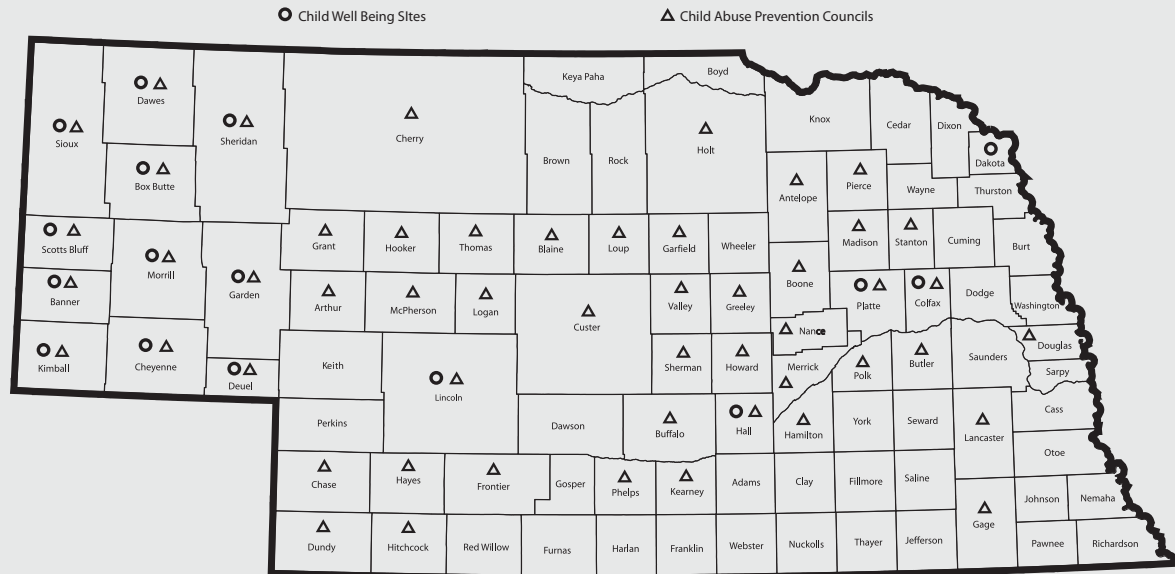 Child Well Being SItes
Child Abuse Prevention Councils
Keya Paha
Boyd
Dawes
Sioux
Sheridan
Cherry
Holt
Knox
Cedar
Dixon
Dakota
Brown
Rock
Box Butte
Antelope
Pierce
Wayne
Thurston
Scotts Bluff
Morrill
Grant
Hooker
Thomas
Blaine
Loup
Garfield
Wheeler
Madison
Stanton
Cuming
Burt
Banner
Garden
Arthur
McPherson
Logan
Custer
Valley
Greeley
Boone
Platte
Colfax
Dodge
Washington
Kimball
Cheyenne
Deuel
Keith
Lincoln
Sherman
Howard
Nance
Merrick
Polk
Butler
Saunders
Douglas
Sarpy
Perkins
Dawson
Buffalo
Hall
Hamilton
York
Seward
Lancaster
Cass
Otoe
Chase
Hayes
Frontier
Gosper
Phelps
Kearney
Adams
Clay
Fillmore
Saline
Gage
Johnson
Nemaha
Dundy
Hitchcock
Red Willow
Furnas
Harlan
Franklin
Webster
Nuckolls
Thayer
Jefferson
Pawnee
Richardson